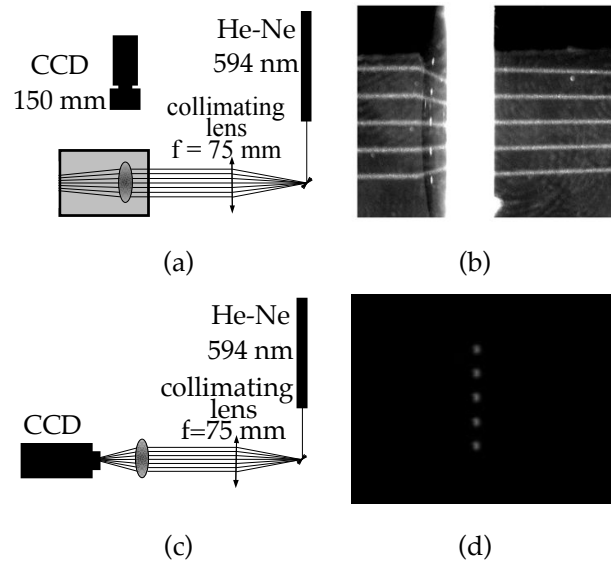 He-Ne
594 nm
CCD
150 mm
collimating
lens
f = 75 mm
(a)
(b)
He-Ne
594 nm
collimating
lens
f=75 mm
CCD
(c)
(d)